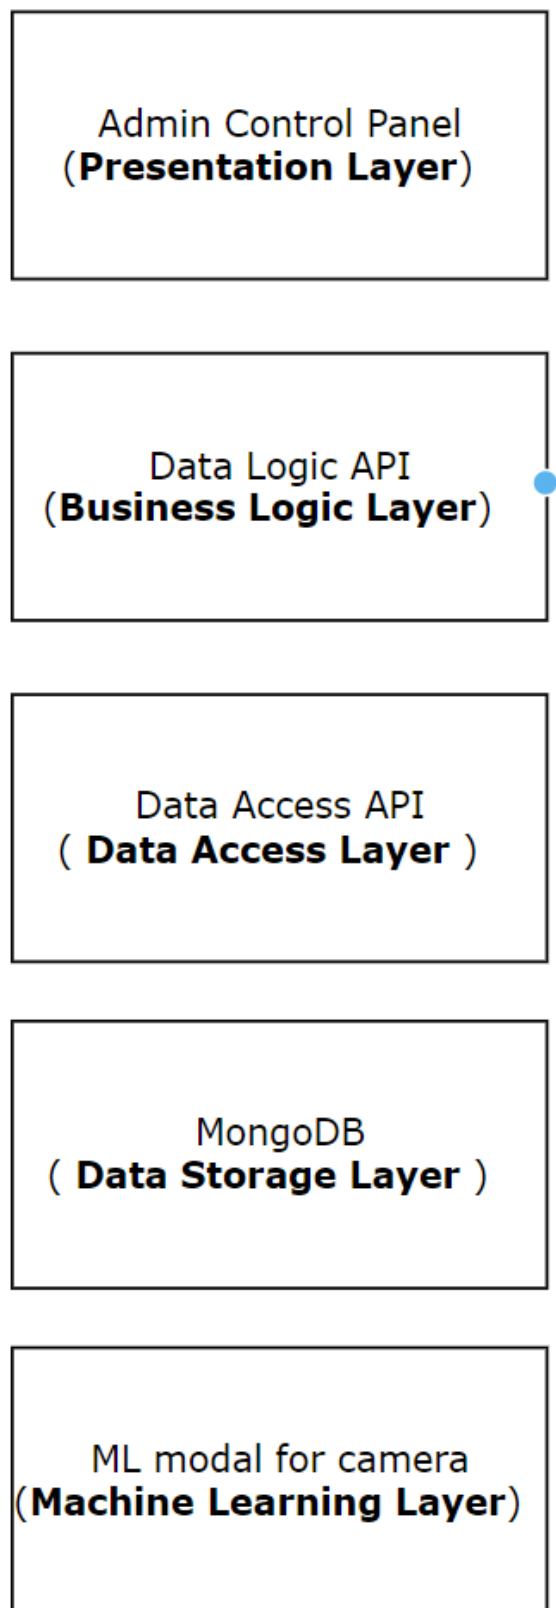 Admin Control Panel
(Presentation Layer)
Data Logic API
(Business Logic Layer)
Data Access API
( Data Access Layer )
MongoDB
( Data Storage Layer )
ML modal for camera
(Machine Learning Layer)